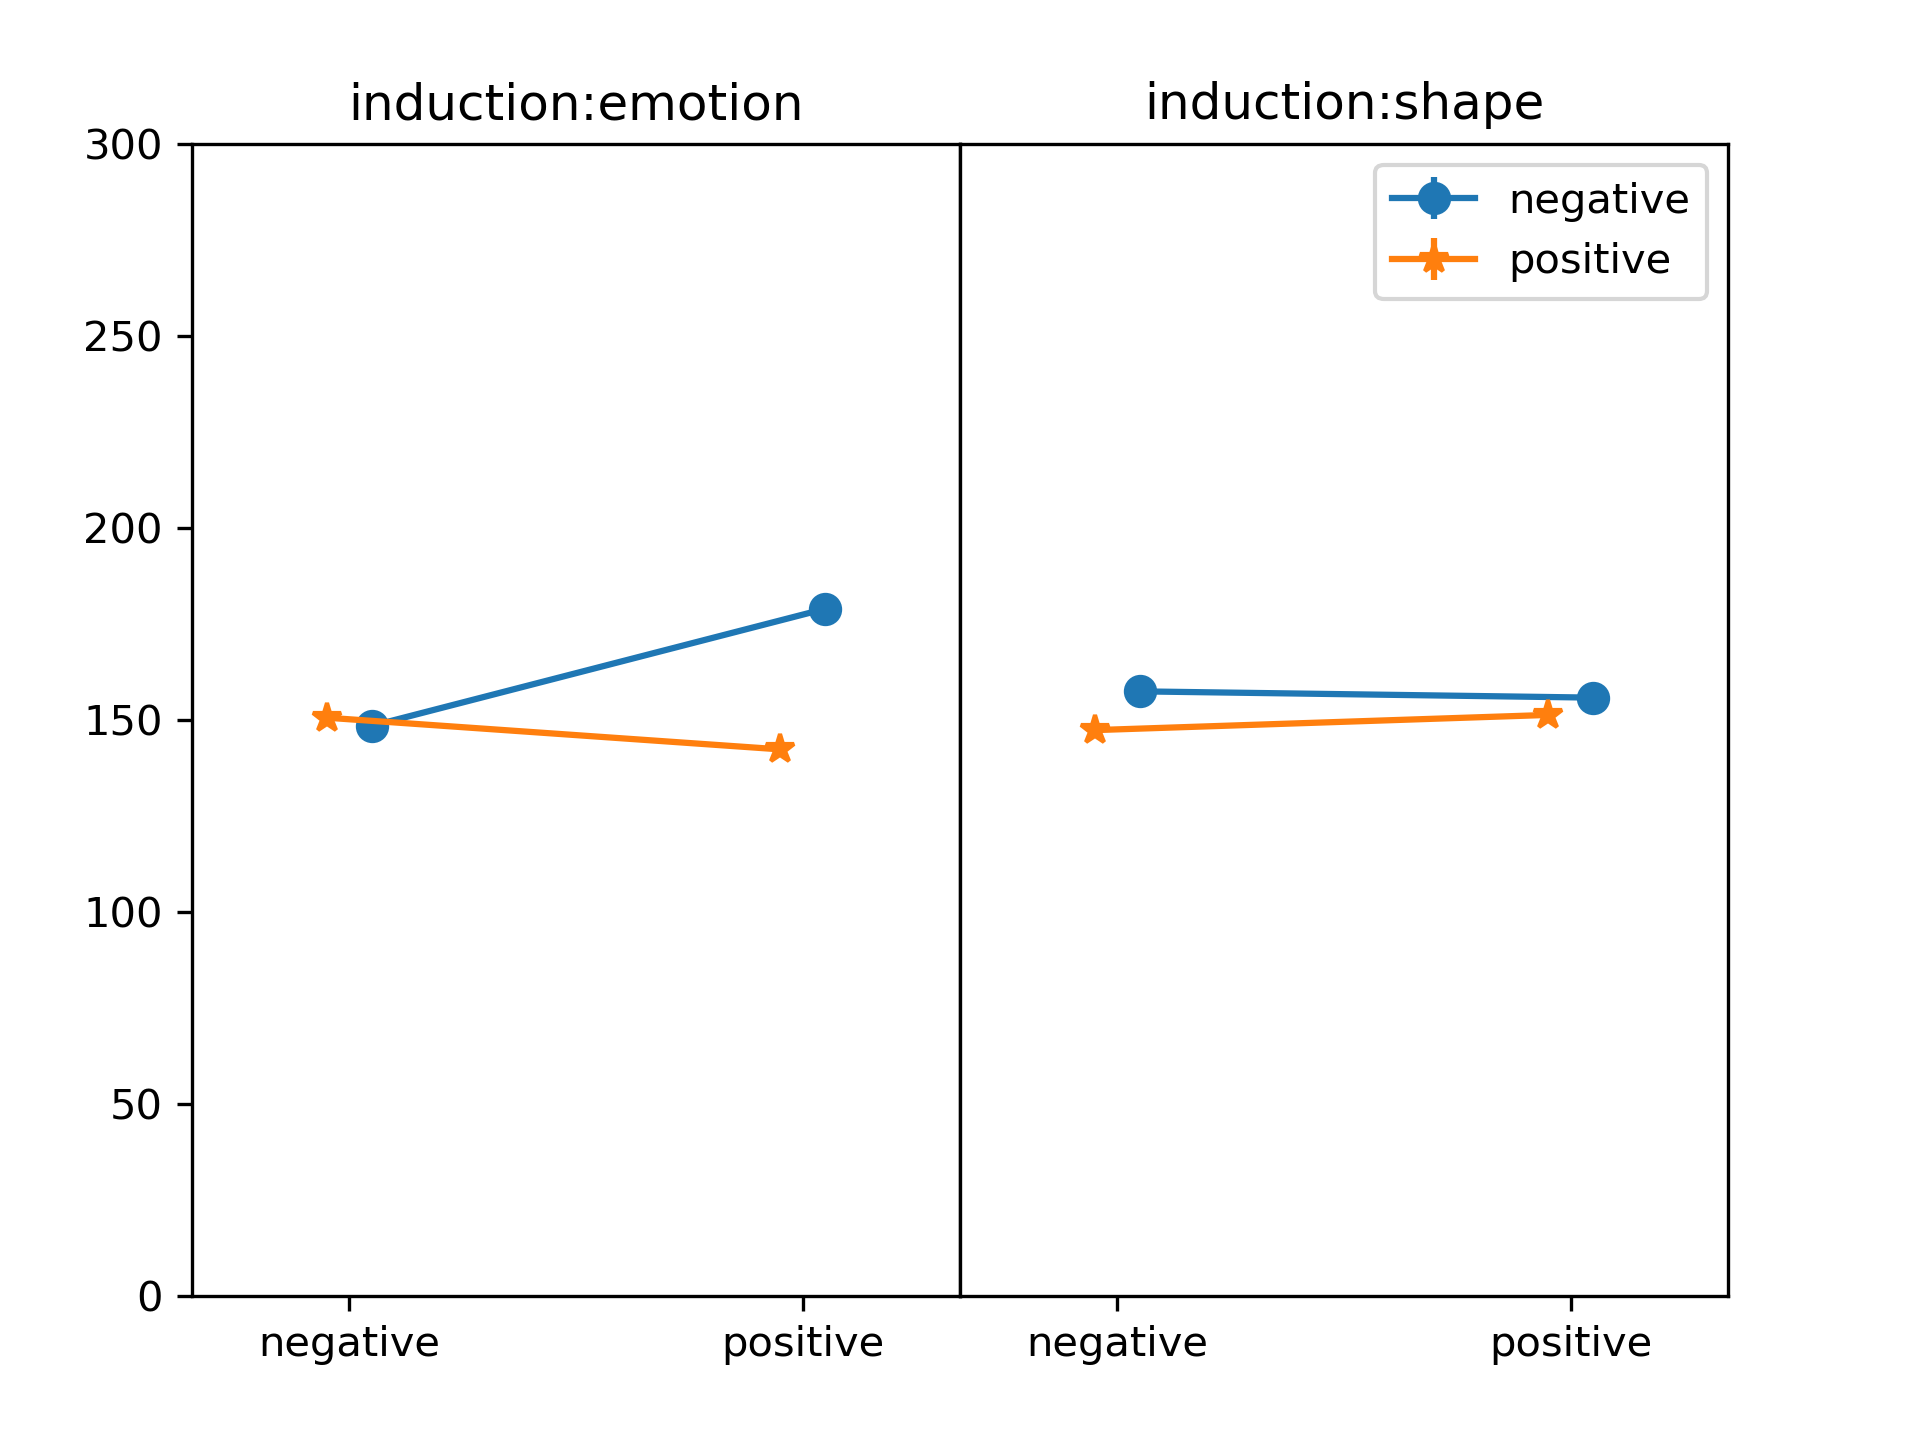 induction:emotion
induction:shape
300
250
200
150
100
50
0
negative
positive
negative
positive
negative
positive